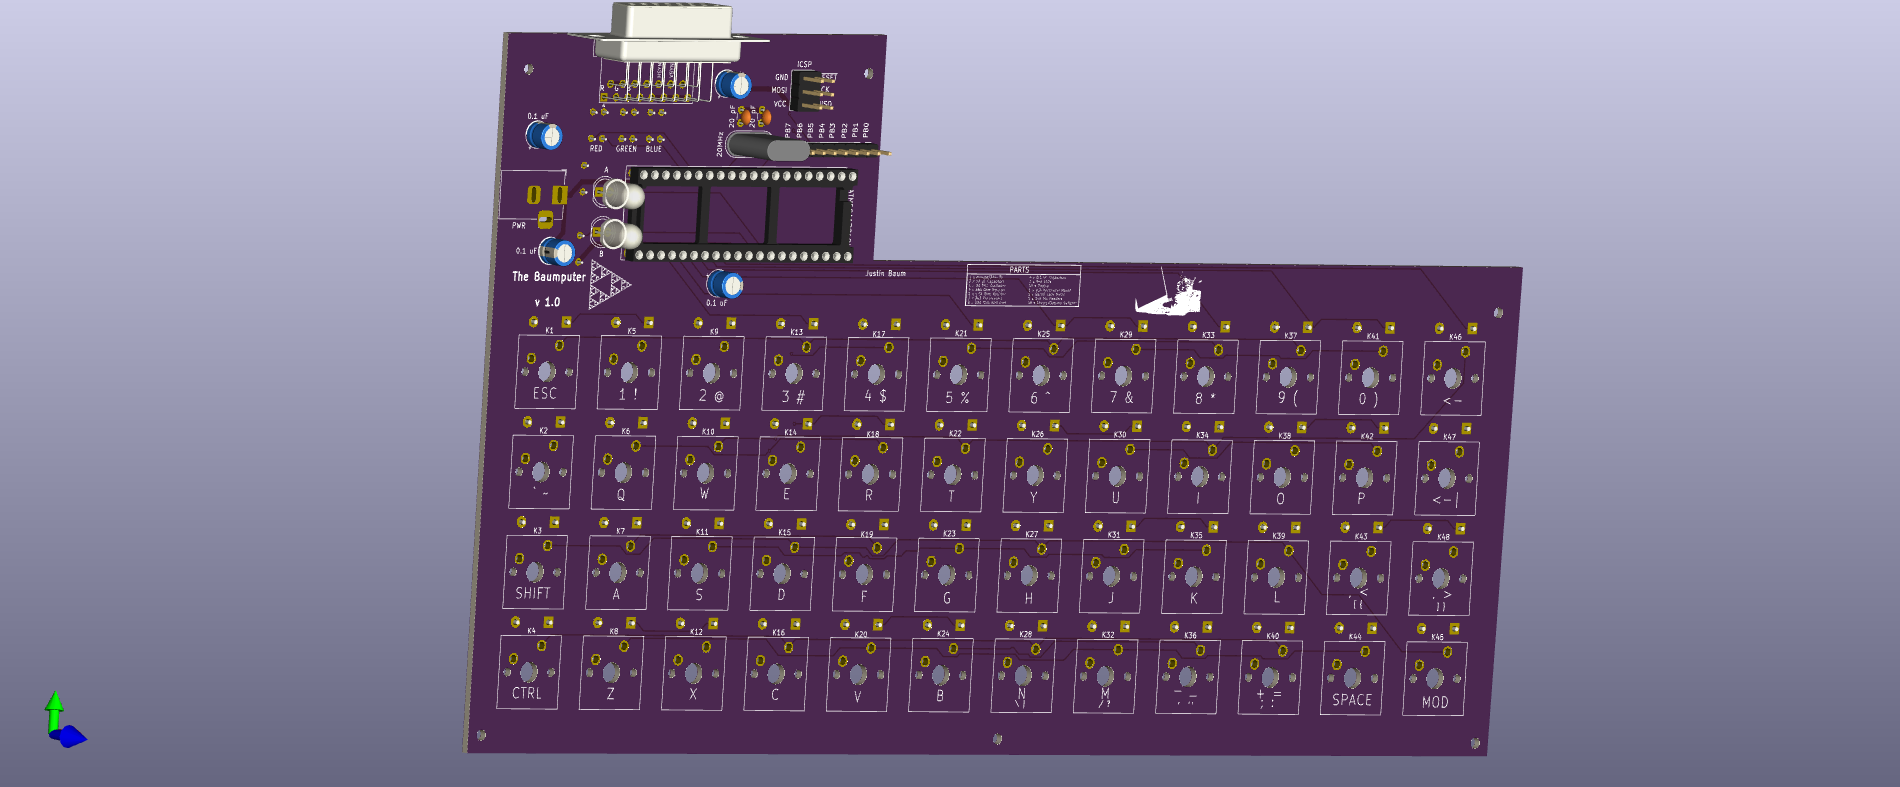 ICSP
GND
MOSI
VCC
R G
20 pF
20 pF
0.1 uF
20MHz
PB7
PB6
PB5
PB4
PB3
PB2
PB1
PB0
RED GREEN BLUE
A
PWR
B
0.1 uF
The Baumputer
v 1.0
0.1 uF
Justin Baum
PARTS
K1 K5 K9 K13 K17 K21 K25 K29 K33 K37 K41 K46
ESC 1 ! 2 @ 3 # 4 $ 5 % 6 ^ 7 & 8 * 9 ( 0 ) <-
K2 K6 K10 K14 K18 K22 K26 K30 K34 K38 K42 K47
` ~ Q W E R T Y U I O P <-|
K3 K7 K11 K15 K19 K23 K27 K31 K35 K39 K43 K48
SHIFT A S D F G H J K L , < . >
[ { ] }
K4 K8 K12 K16 K20 K24 K28 K32 K36 K40 K44 K45
CTRL Z X C V B N M - _ + = SPACE MOD
\ | / ? ' " ; :